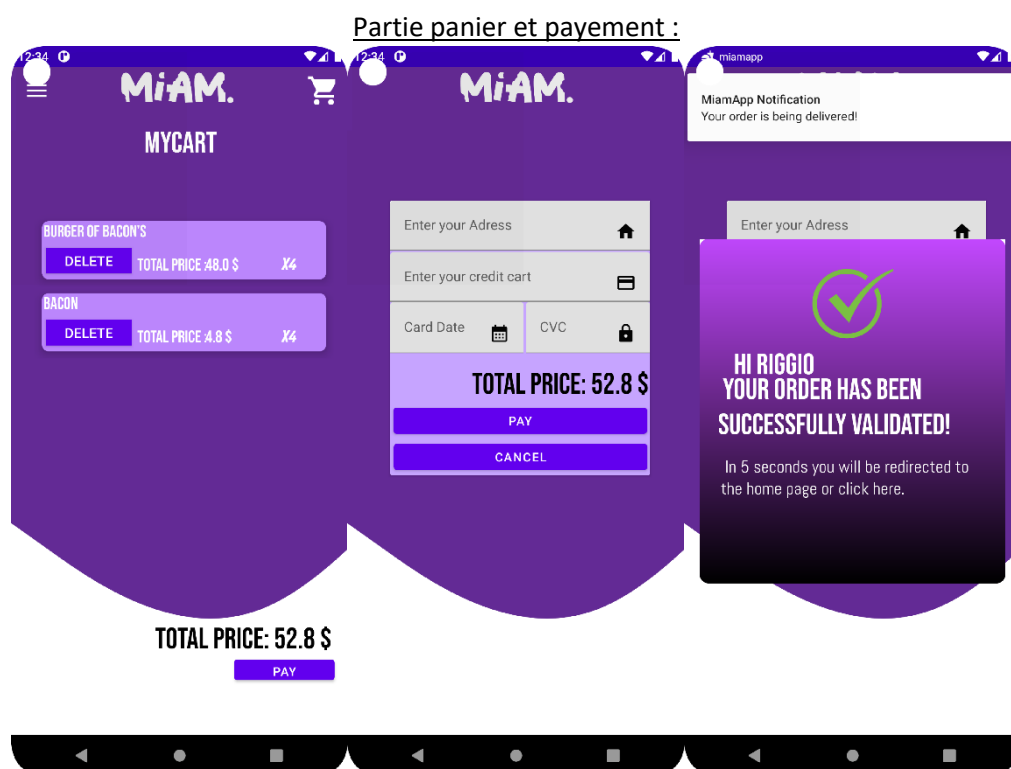 Partie panier et payement :
12:34
MiAM.
MYCART
BURGER OF BACON'S
DELETE TOTAL PRICE :48.0 $ X4
BACON
DELETE TOTAL PRICE :4.8 $ X4
TOTAL PRICE: 52.8 $
PAY
12:34
MiAM.
Enter your Adress
Enter your credit cart
Card Date CVC
TOTAL PRICE: 52.8 $
PAY
CANCEL
miamapp
MiamApp Notification
Your order is being delivered!
Enter your Adress
HI RIGGIO
YOUR ORDER HAS BEEN
SUCCESSFULLY VALIDATED!
In 5 seconds you will be redirected to
the home page or click here.